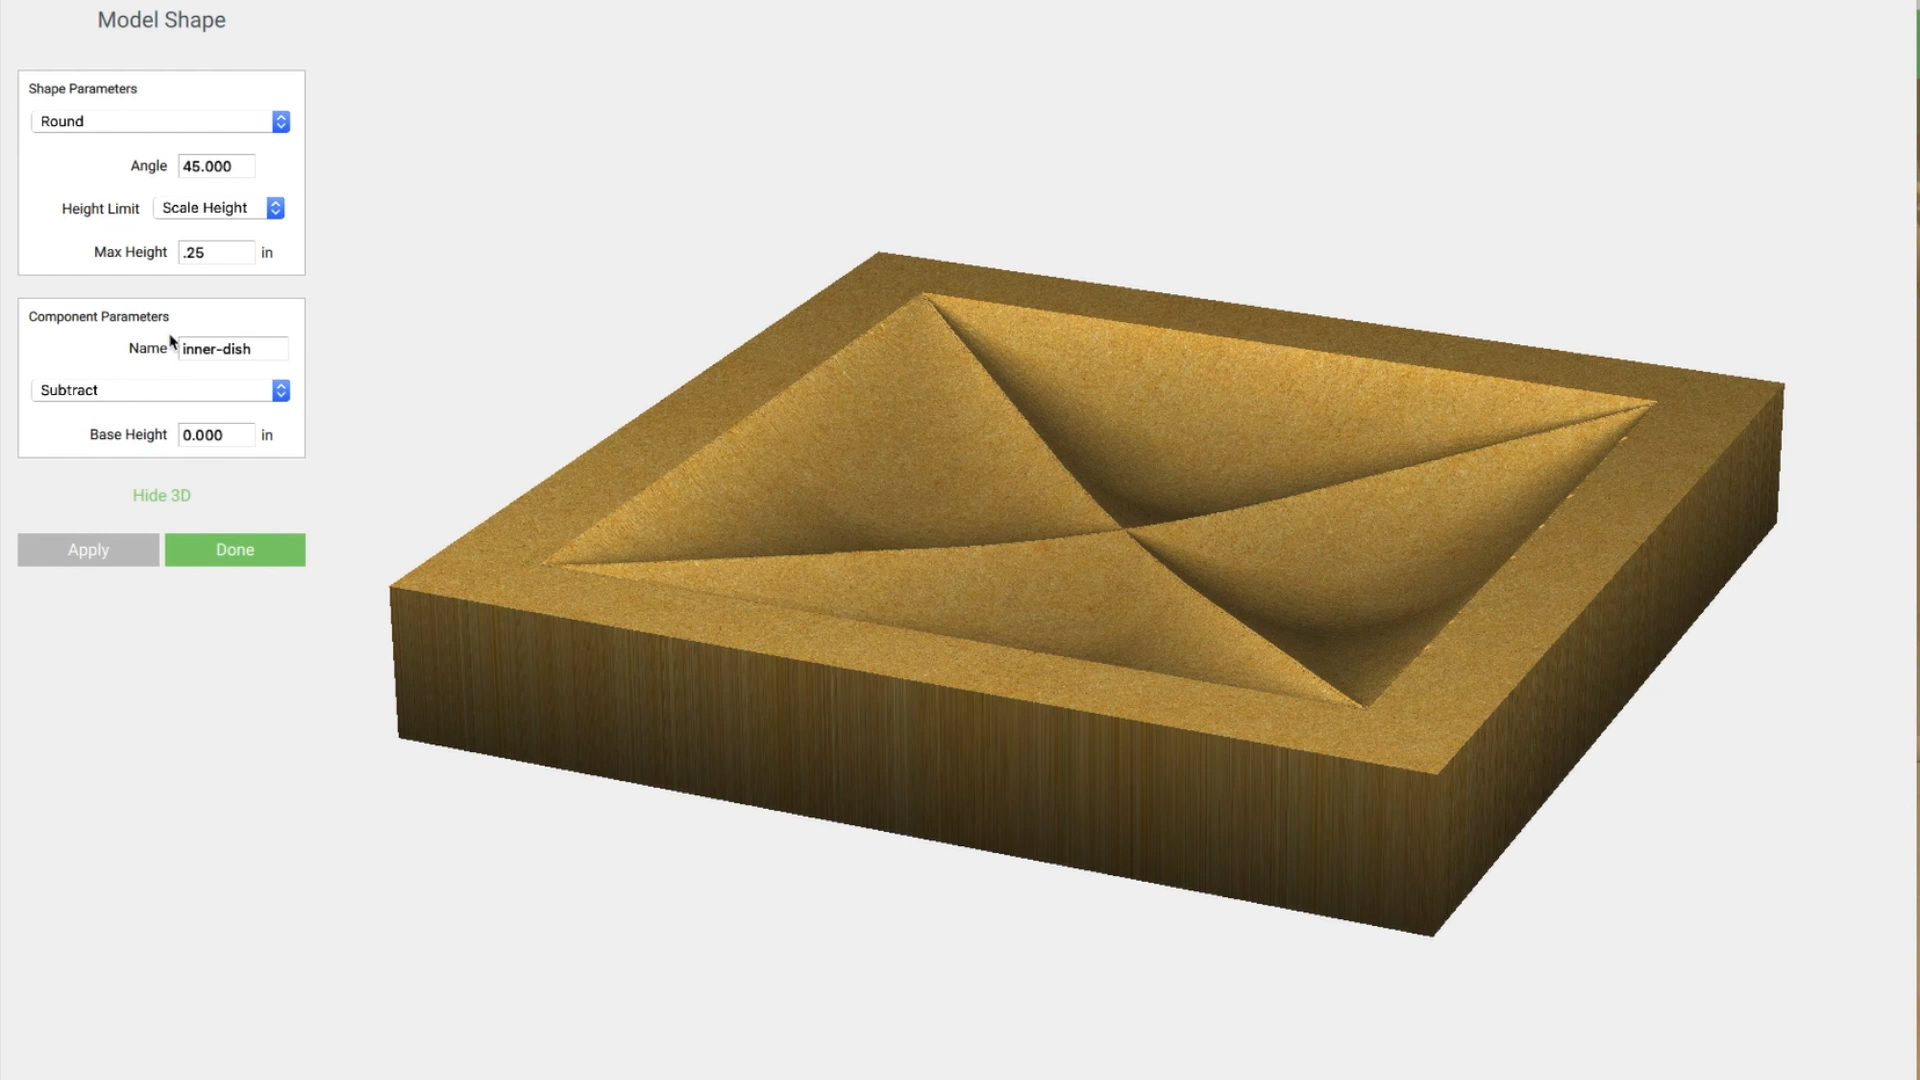 Model Shape
Shape Parameters
Round
Angle 45.000
Height Limit Scale Height
Max Height .25 in
Component Parameters
Name inner-dish
Subtract
Base Height 0.000 in
Hide 3D
Apply Done